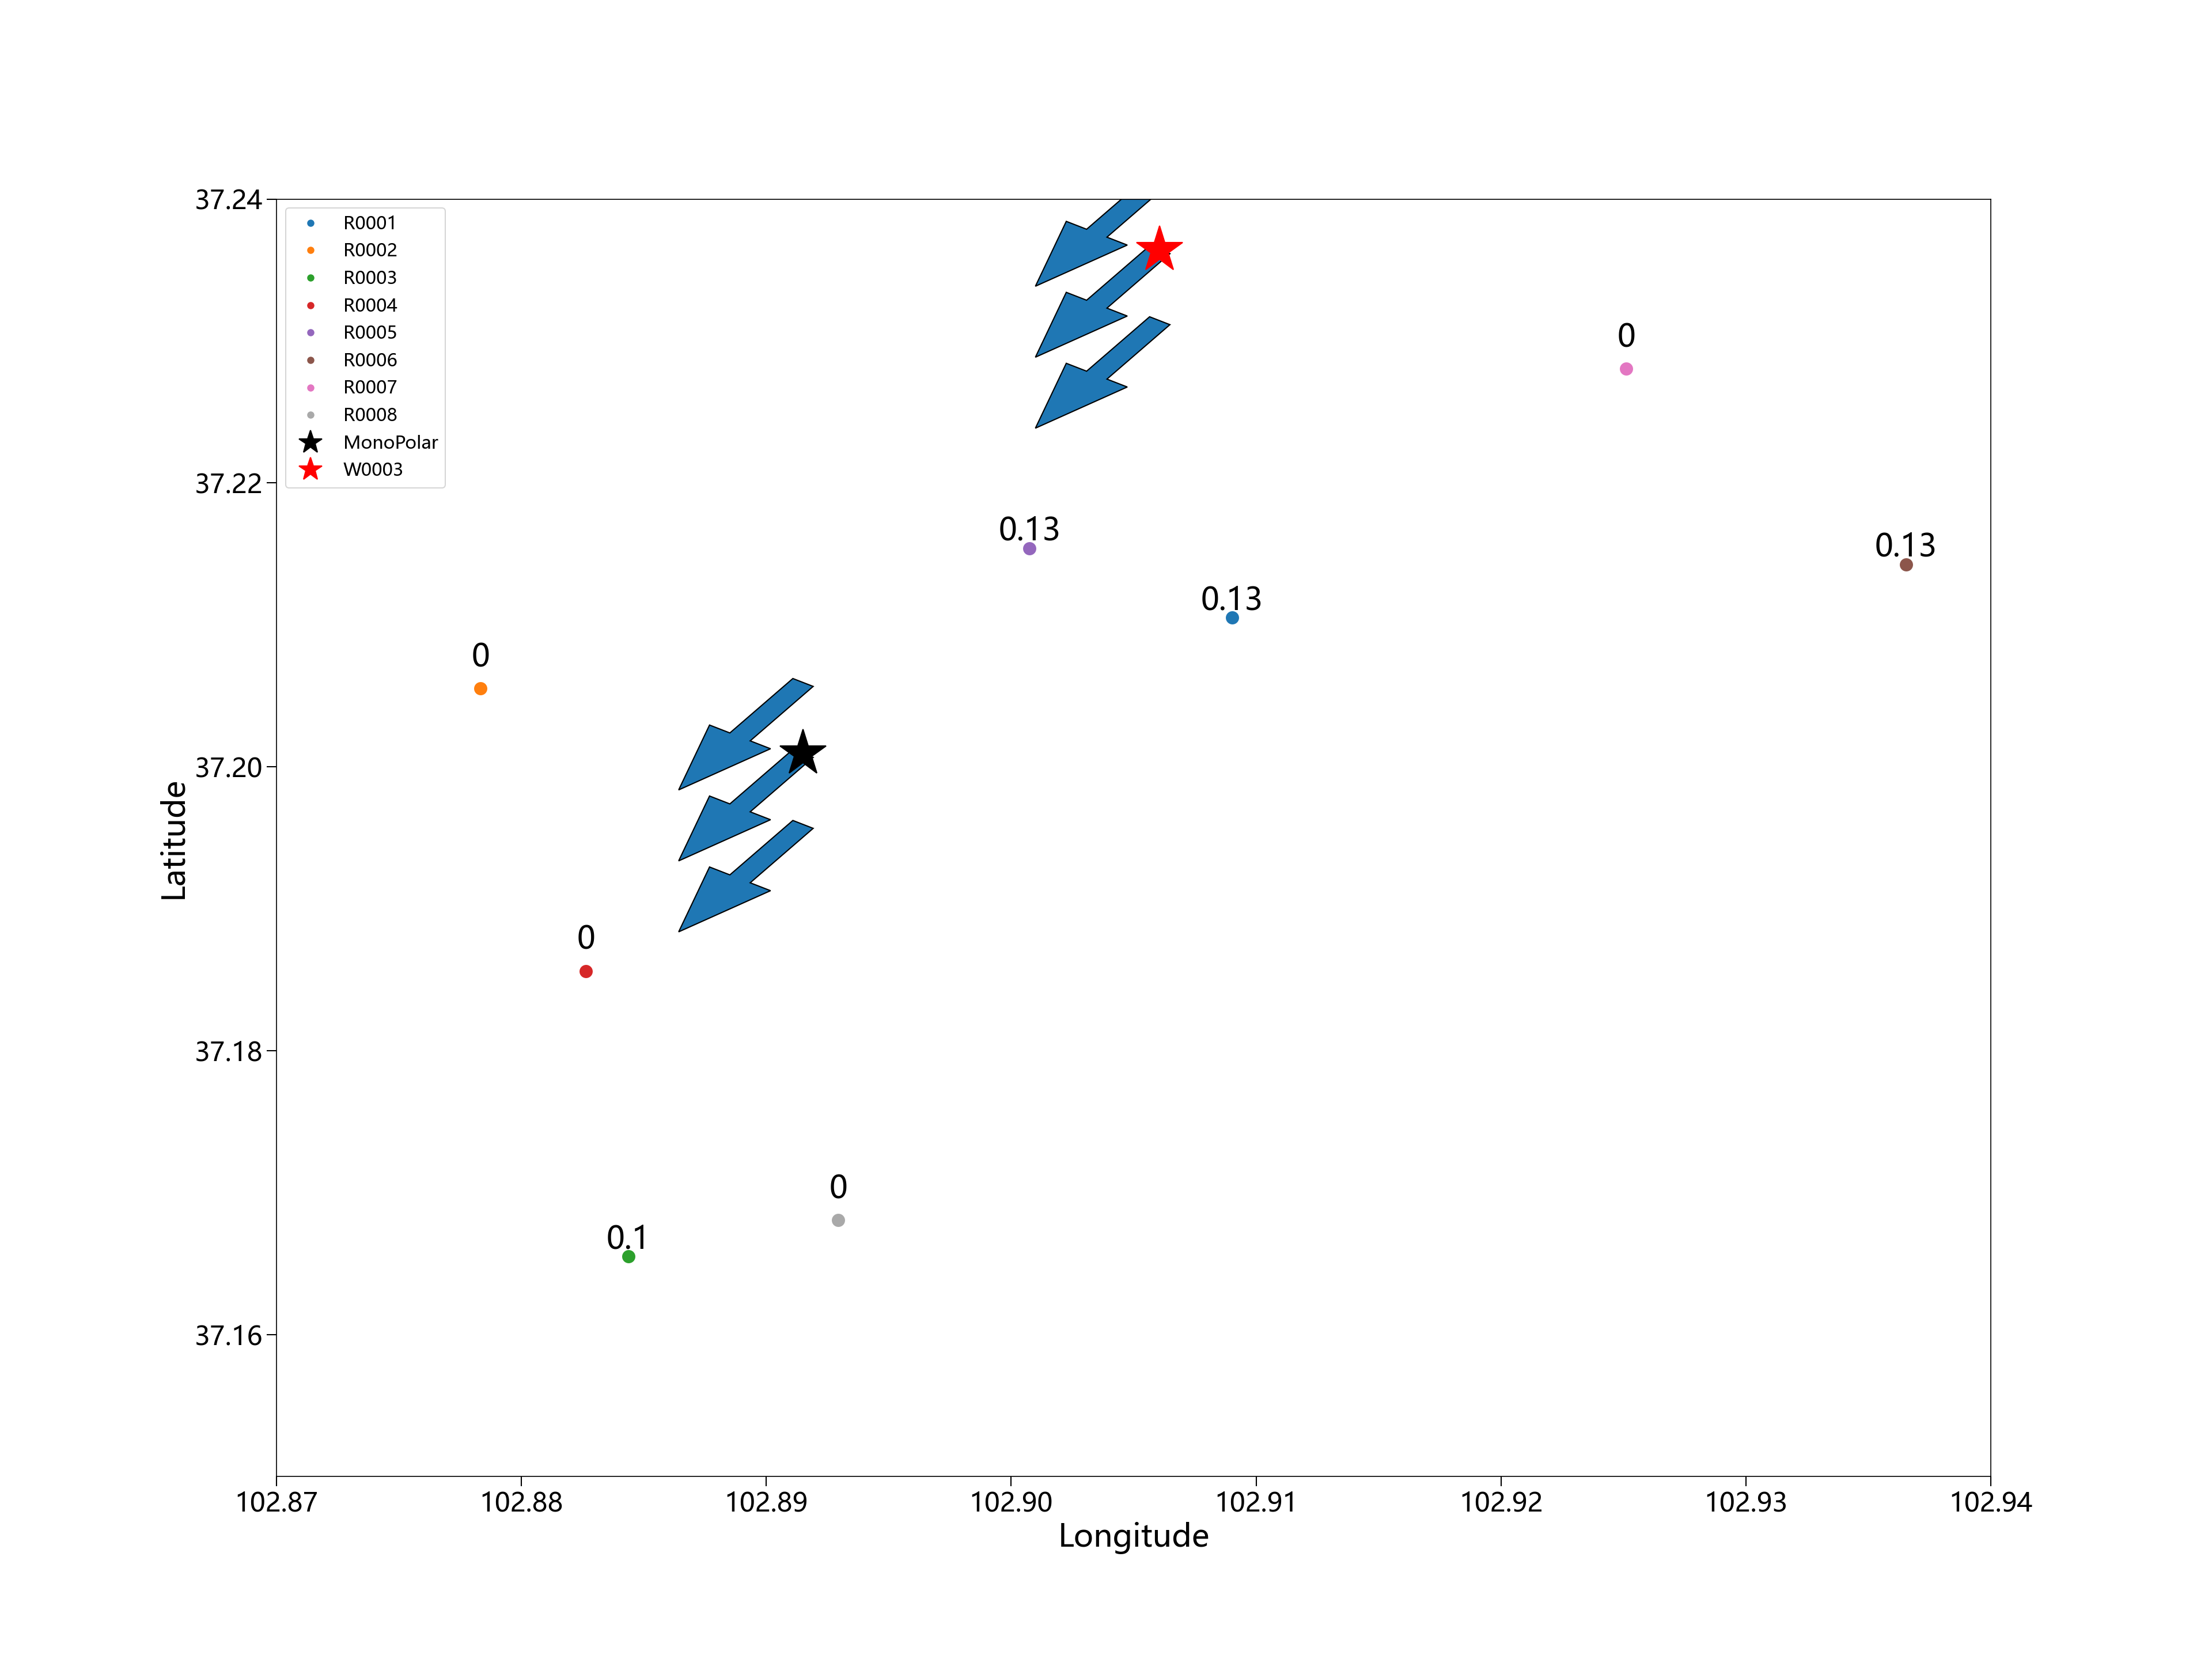 37.24
37.22
37.20
37.18
37.16
Latitude
R0001
R0002
R0003
R0004
R0005
R0006
R0007
R0008
MonoPolar
W0003
0
0.13
0.13
0.13
0
0
0
0.1
102.87 102.88 102.89 102.90 102.91 102.92 102.93 102.94
Longitude